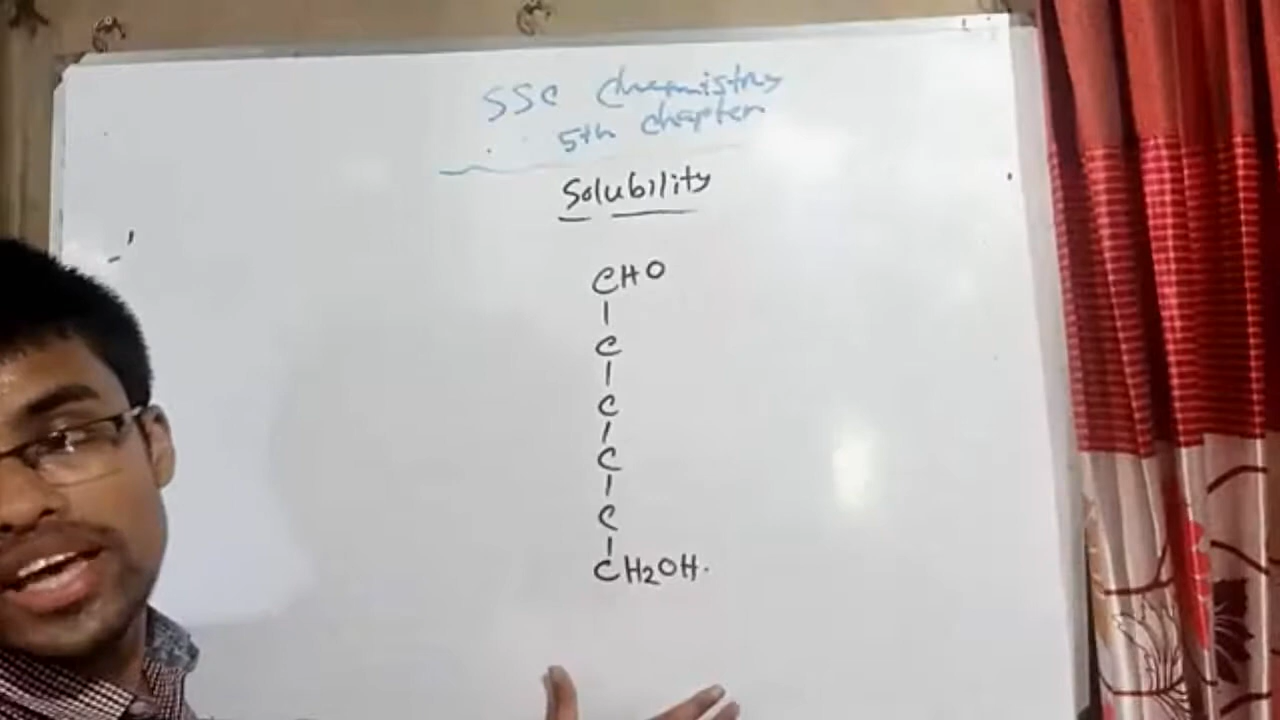 SSC Chemistry
5th chapter
Solubility
CHO
|
C
|
C
|
C
|
C
|
CH2OH.